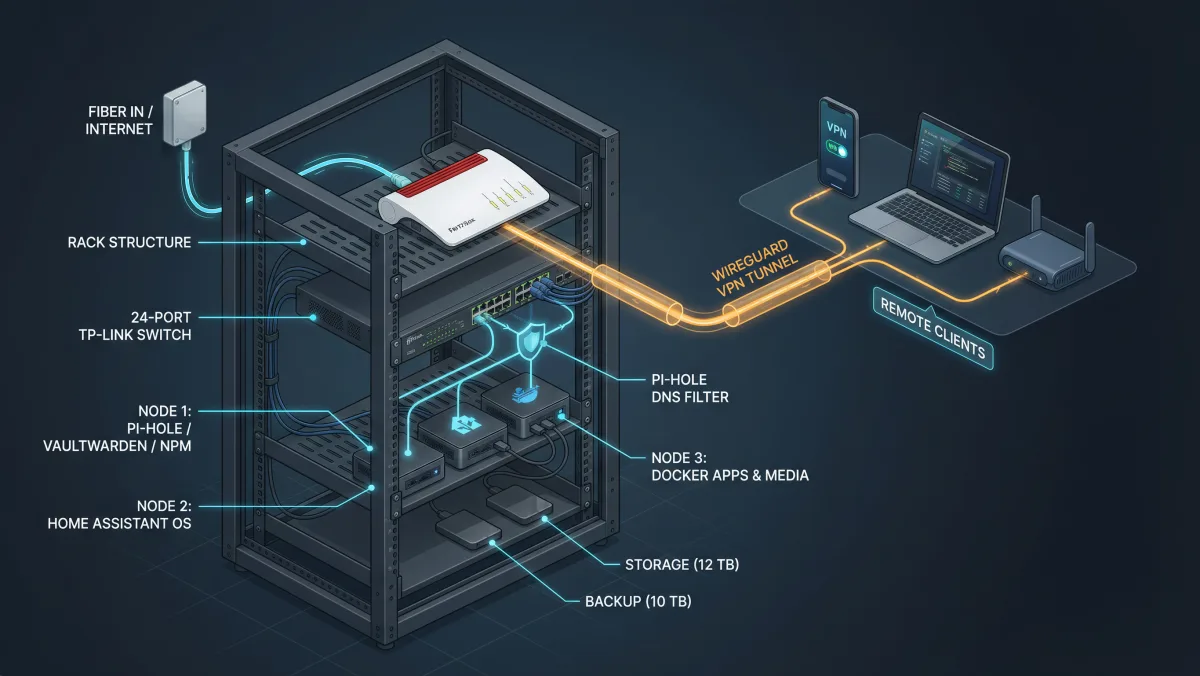 FIBER IN /
INTERNET
RACK STRUCTURE
24-PORT
TP-LINK SWITCH
NODE 1:
PI-HOLE /
VAULTWARDEN / NPM
NODE 2:
HOME ASSISTANT OS
VPN
WIREGUARD
VPN TUNNEL
REMOTE CLIENTS
PI-HOLE
DNS FILTER
NODE 3:
DOCKER APPS & MEDIA
STORAGE (12 TB)
BACKUP (10 TB)